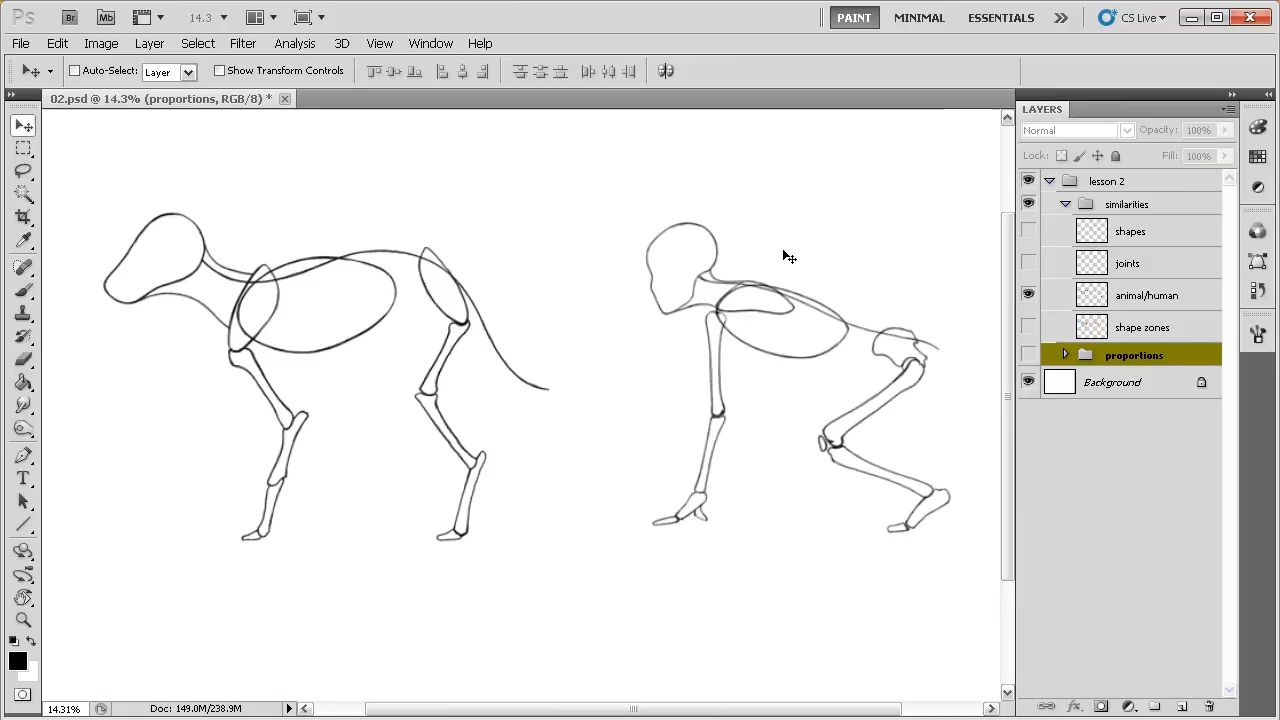 Ps Br Mb 14.3 PAINT MINIMAL ESSENTIALS CS Live
File Edit Image Layer Select Filter Analysis 3D View Window Help
Auto-Select: Layer Show Transform Controls
02.psd @ 14.3% (proportions, RGB/8) *
LAYERS
Normal Opacity: 100%
Lock: Fill: 100%
lesson 2
similarities
shapes
joints
animal/human
shape zones
proportions
Background
T
14.31% Doc: 149.0M/238.9M
fx